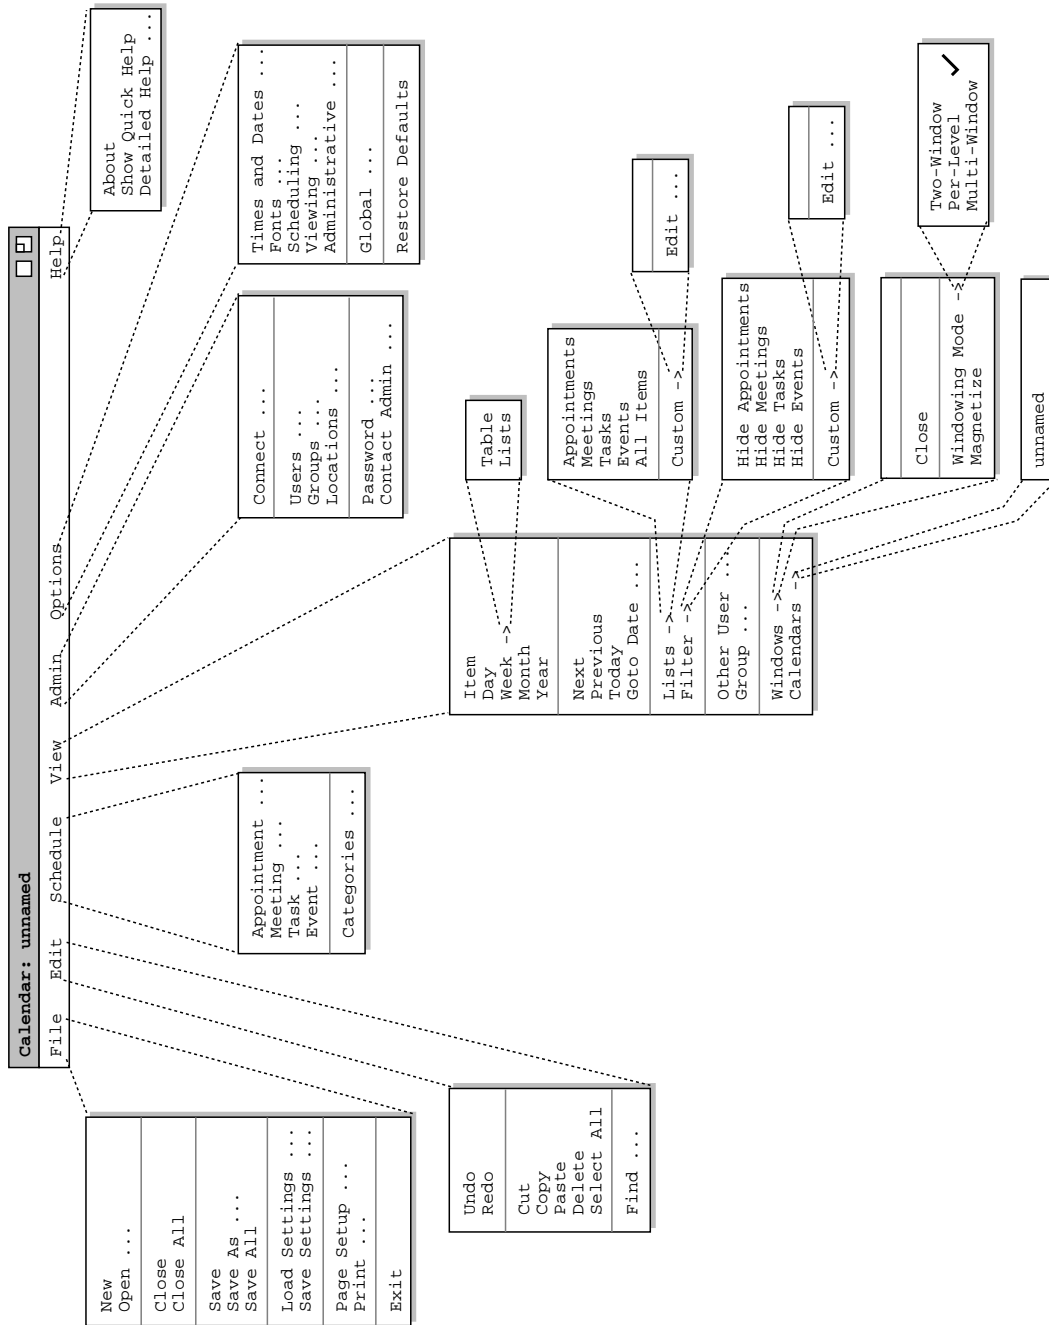 Calendar: unnamed
File Edit Schedule View Admin Options Help
New
Open ...
Close
Close All
Save
Save As ...
Save All
Load Settings ...
Save Settings ...
Page Setup ...
Print ...
Exit
Undo
Redo
Cut
Copy
Paste
Delete
Select All
Find ...
Appointment ...
Meeting ...
Task ...
Event ...
Categories ...
Item
Day
Week ->
Month
Year
Next
Previous
Today
Goto Date ...
Lists ->
Filter ->
Other User ...
Group ...
Windows ->
Calendars ->
Table
Lists
Appointments
Meetings
Tasks
Events
All Items
Custom ->
Edit ...
Hide Appointments
Hide Meetings
Hide Tasks
Hide Events
Custom ->
Edit ...
Close
Windowing Mode ->
Magnetize
Two-Window
Per-Level
Multi-Window
unnamed
Connect ...
Users ...
Groups ...
Locations ...
Password ...
Contact Admin ...
Times and Dates ...
Fonts ...
Scheduling ...
Viewing ...
Administrative ...
Global ...
Restore Defaults
About
Show Quick Help
Detailed Help ...